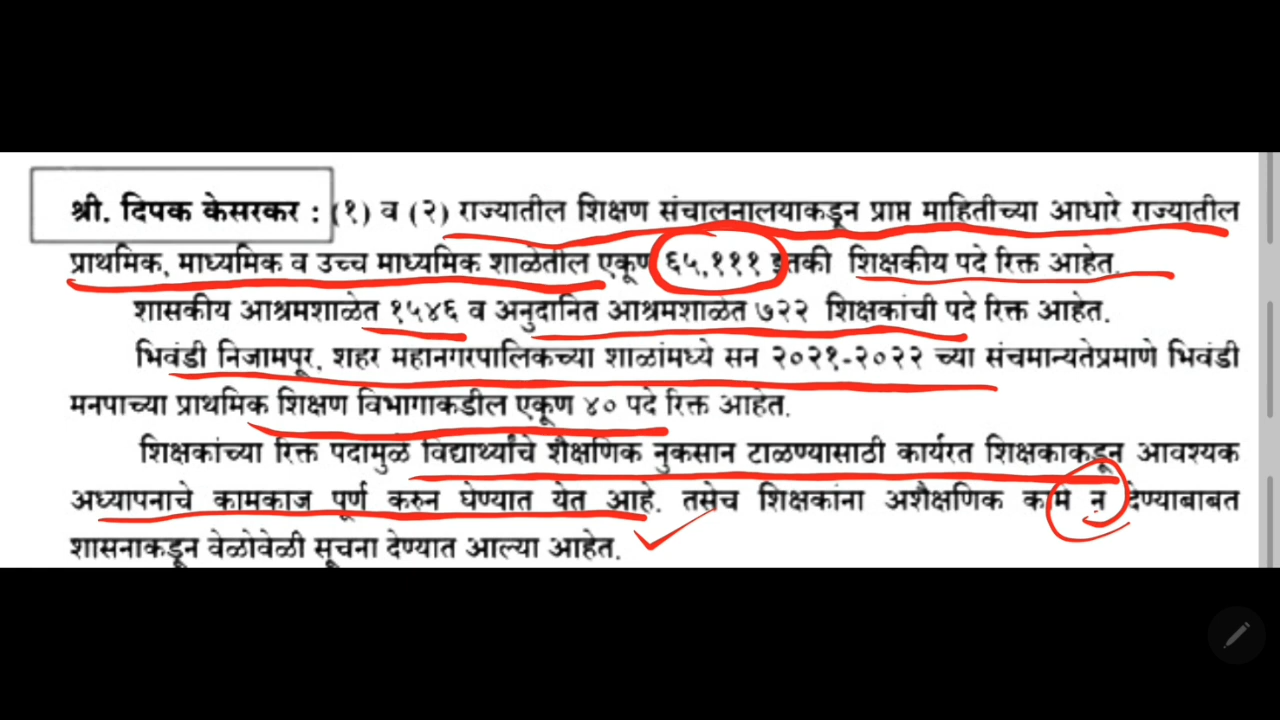 श्री. दिपक केसरकर : (१) व (२) राज्यातील शिक्षण संचालनालयाकडून प्राप्त माहितीच्या आधारे राज्यातील
प्राथमिक, माध्यमिक व उच्च माध्यमिक शाळेतील एकूण ६५,१११ इतकी शिक्षकीय पदे रिक्त आहेत.
शासकीय आश्रमशाळेत १५४६ व अनुदानित आश्रमशाळेत ७२२ शिक्षकांची पदे रिक्त आहेत.
भिवंडी निजामपूर, शहर महानगरपालिकच्या शाळांमध्ये सन २०२१-२०२२ च्या संचमान्यतेप्रमाणे भिवंडी
मनपाच्या प्राथमिक शिक्षण विभागाकडील एकूण ४० पदे रिक्त आहेत.
शिक्षकांच्या रिक्त पदामुळे विद्यार्थ्यांचे शैक्षणिक नुकसान टाळण्यासाठी कार्यरत शिक्षकाकडून आवश्यक
अध्यापनाचे कामकाज पूर्ण करुन घेण्यात येत आहे. तसेच शिक्षकांना अशैक्षणिक कामे न देण्याबाबत
शासनाकडून वेळोवेळी सूचना देण्यात आल्या आहेत.